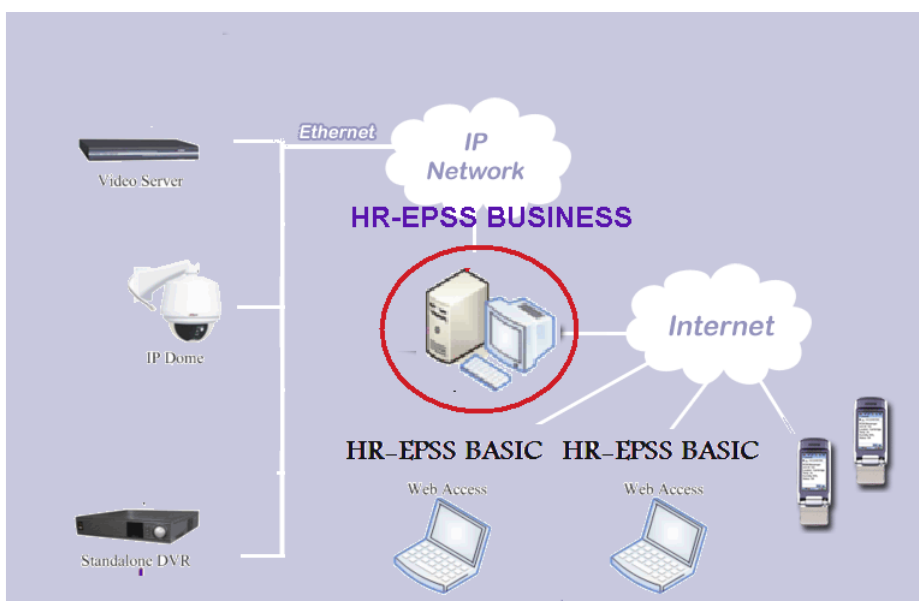 Ethernet
IP
Network
Video Server
HR-EPSS BUSINESS
IP Dome
Internet
HR-EPSS BASIC
HR-EPSS BASIC
Web Access
Web Access
Standalone DVR